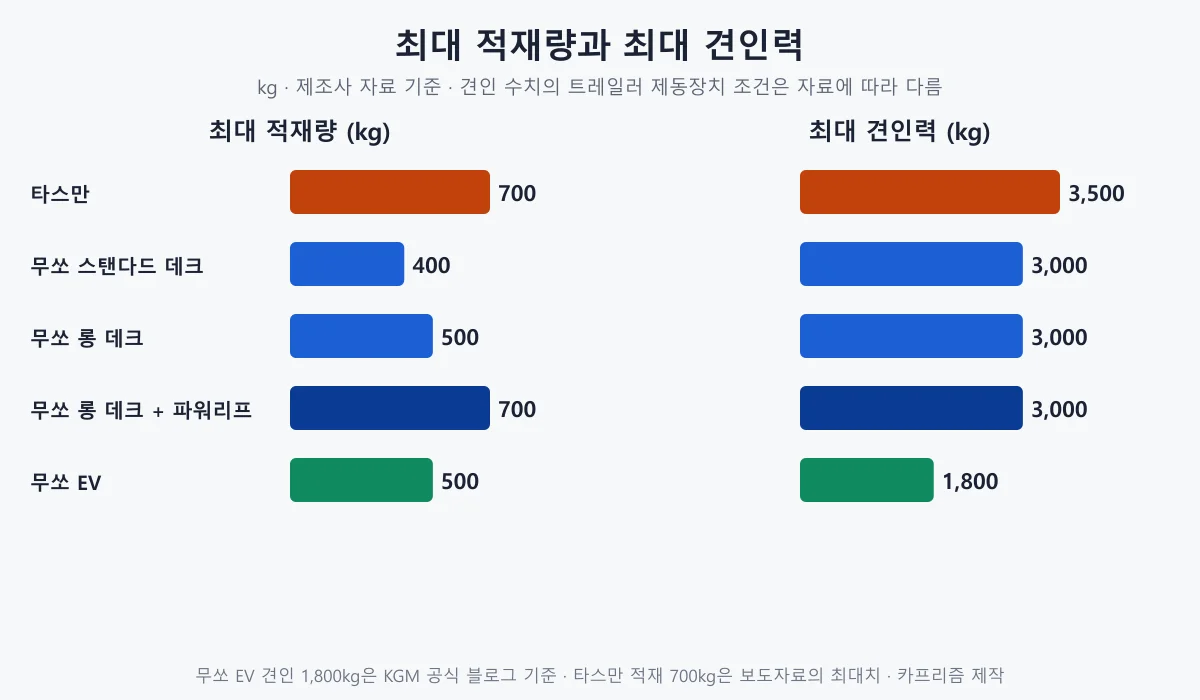 최대 적재량과 최대 견인력
kg · 제조사 자료 기준 · 견인 수치의 트레일러 제동장치 조건은 자료에 따라 다름
최대 적재량 (kg) 최대 견인력 (kg)
타스만 700 3,500
무쏘 스탠다드 데크 400 3,000
무쏘 롱 데크 500 3,000
무쏘 롱 데크 + 파워리프 700 3,000
무쏘 EV 500 1,800
무쏘 EV 견인 1,800kg은 KGM 공식 블로그 기준 · 타스만 적재 700kg은 보도자료의 최대치 · 카프리즘 제작